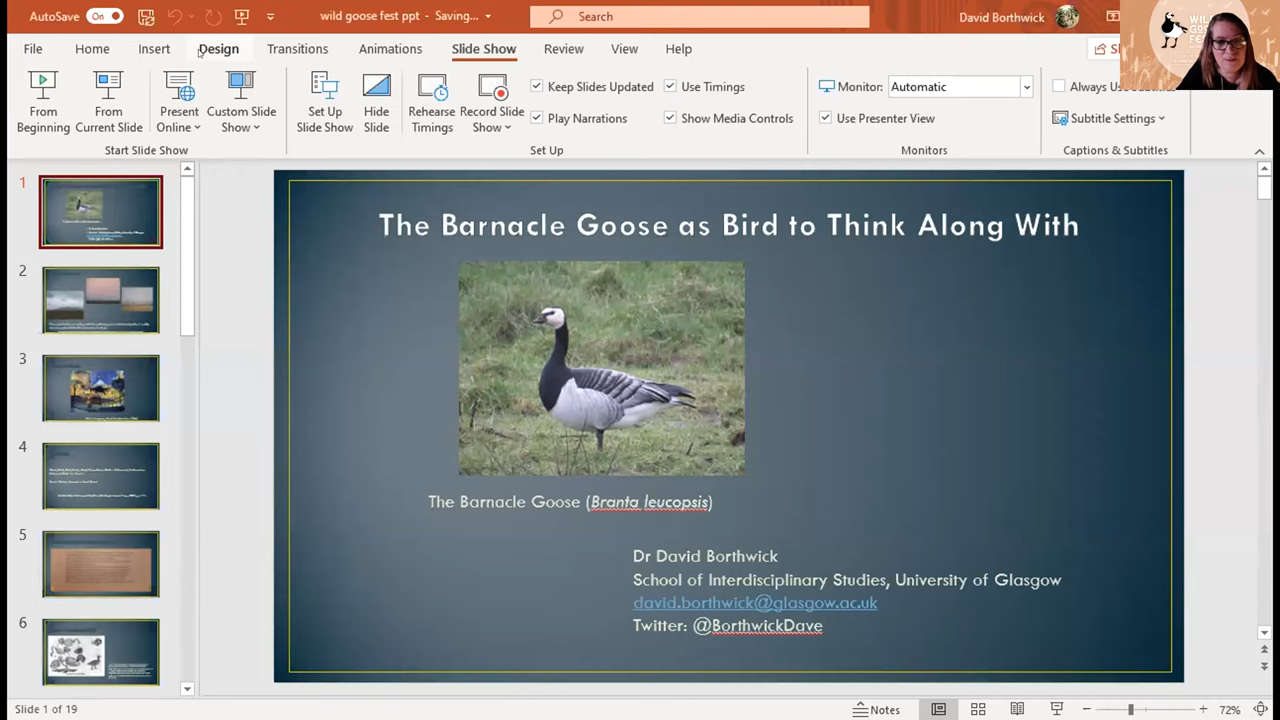 AutoSave On
wild goose fest ppt - Saving...
Search
David Borthwick
File Home Insert Design Transitions Animations Slide Show Review View Help
From Beginning
From Current Slide
Present Online
Custom Slide Show
Start Slide Show
Set Up Slide Show
Hide Slide
Rehearse Timings
Record Slide Show
Keep Slides Updated
Play Narrations
Use Timings
Show Media Controls
Set Up
Monitor: Automatic
Use Presenter View
Monitors
Subtitle Settings
Captions & Subtitles
1
2
3
4
5
6
The Barnacle Goose as Bird to Think Along With
The Barnacle Goose (Branta leucopsis)
Dr David Borthwick
School of Interdisciplinary Studies, University of Glasgow
david.borthwick@glasgow.ac.uk
Twitter: @BorthwickDave
Slide 1 of 19
Notes
72%